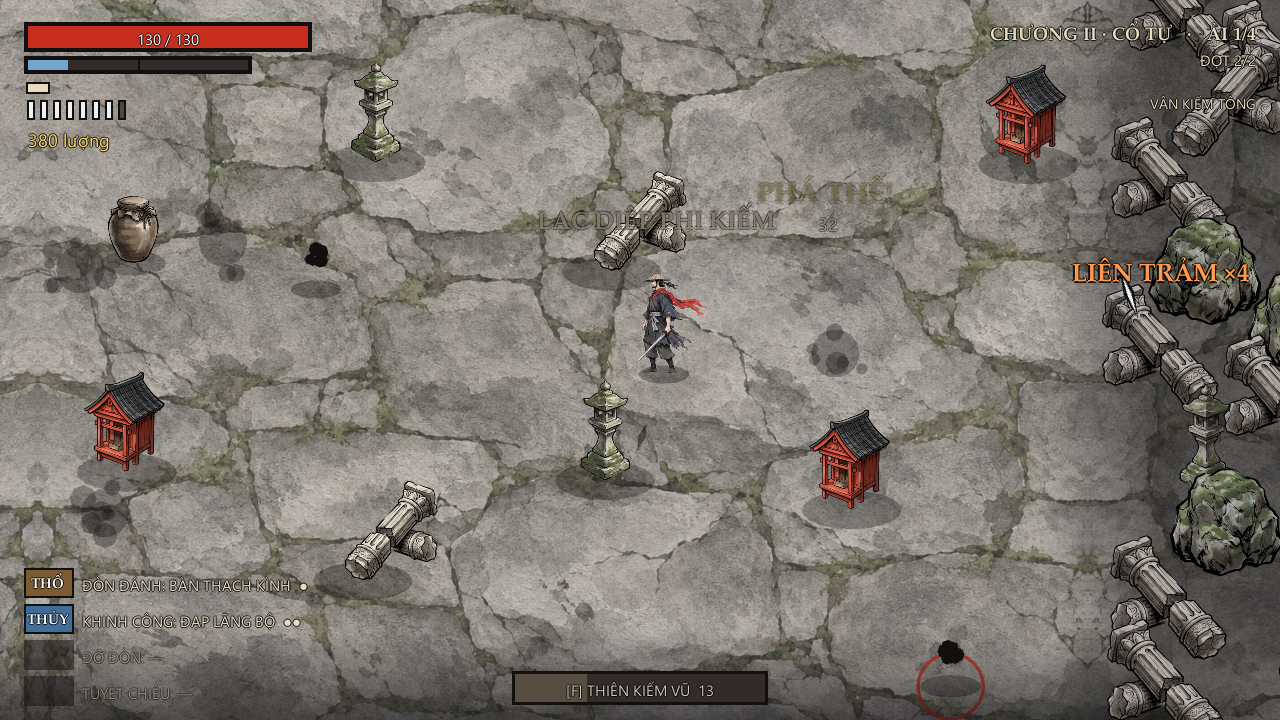 130 / 130
380 lượng
CHƯƠNG II · CỔ TỰ · ẢI 1/4
ĐỢT 2/2
VÂN KIẾM TÔNG
PHÁ THẾ!
LẠC DIỆP PHI KIẾM
32
LIÊN TRẢM ×4
THỔ ĐÒN ĐÁNH: BÀN THẠCH KÌNH
THỦY KHINH CÔNG: ĐẠP LÃNG BỘ
ĐỠ ĐÒN: —
TUYỆT CHIÊU: —
[F] THIÊN KIẾM VŨ 13